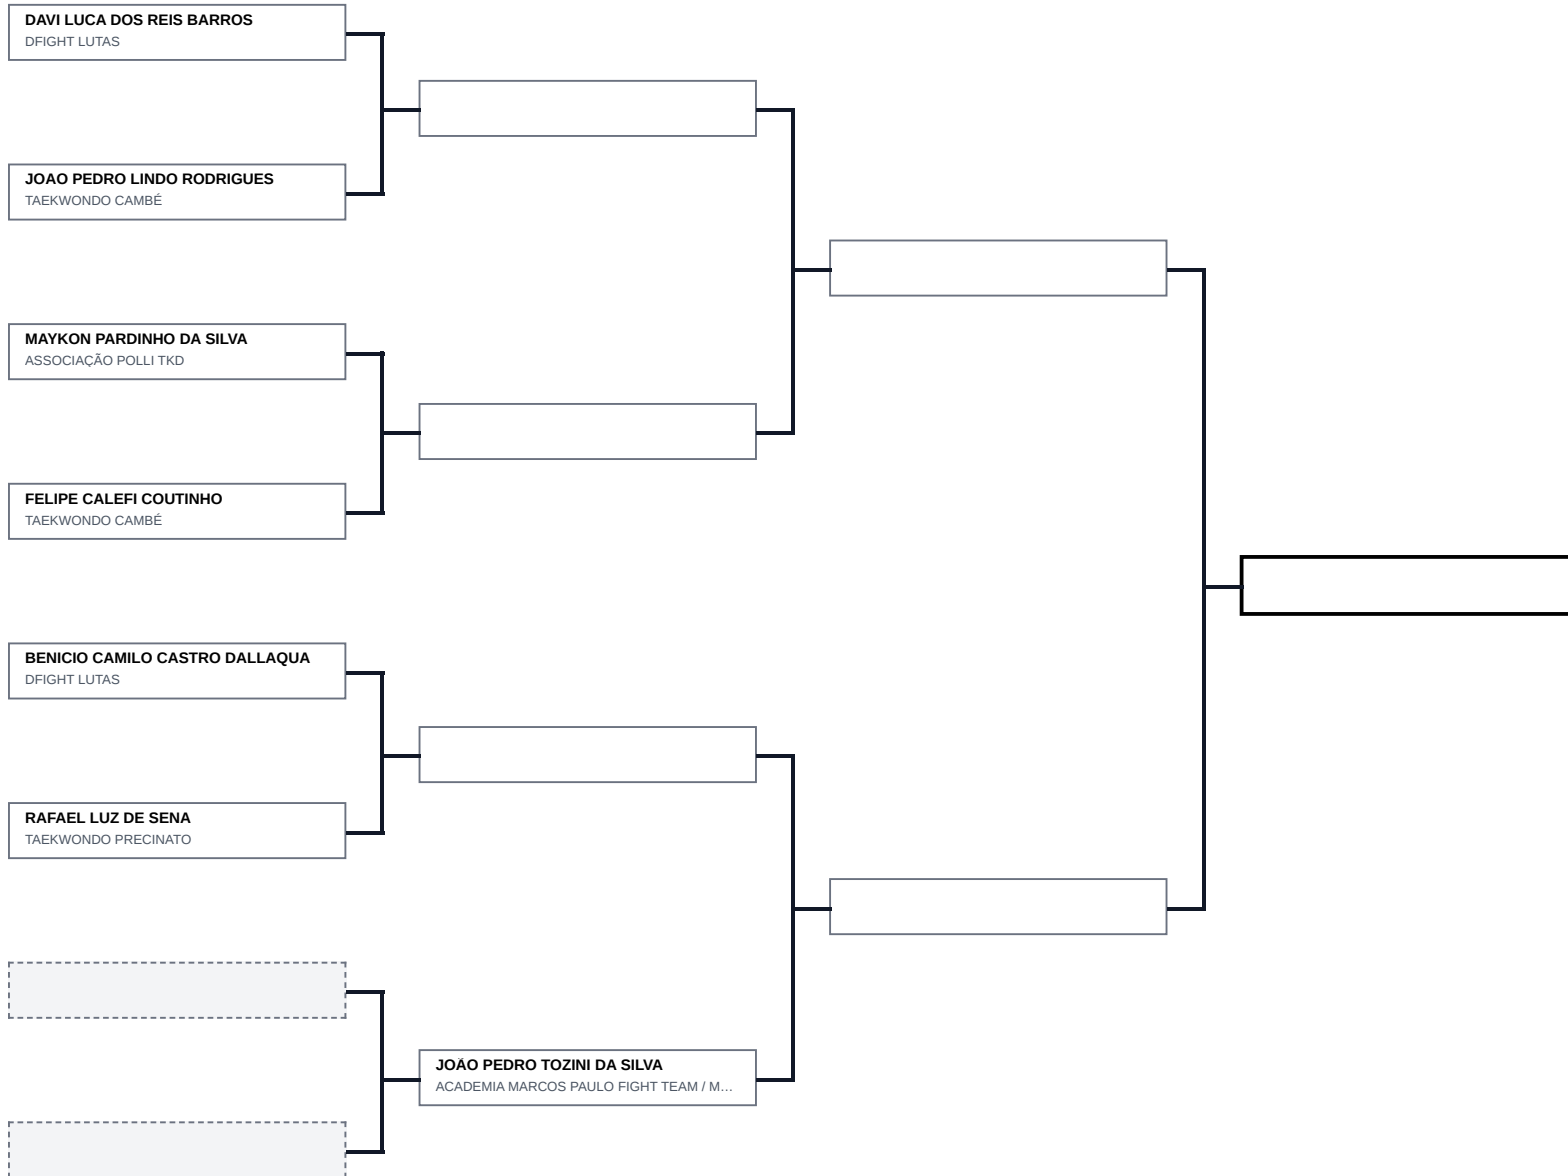 DAVI LUCA DOS REIS BARROS
DFIGHT LUTAS
JOAO PEDRO LINDO RODRIGUES
TAEKWONDO CAMBÉ
MAYKON PARDINHO DA SILVA
ASSOCIAÇÃO POLLI TKD
FELIPE CALEFI COUTINHO
TAEKWONDO CAMBÉ
BENICIO CAMILO CASTRO DALLAQUA
DFIGHT LUTAS
RAFAEL LUZ DE SENA
TAEKWONDO PRECINATO
JOÃO PEDRO TOZINI DA SILVA
ACADEMIA MARCOS PAULO FIGHT TEAM / M...